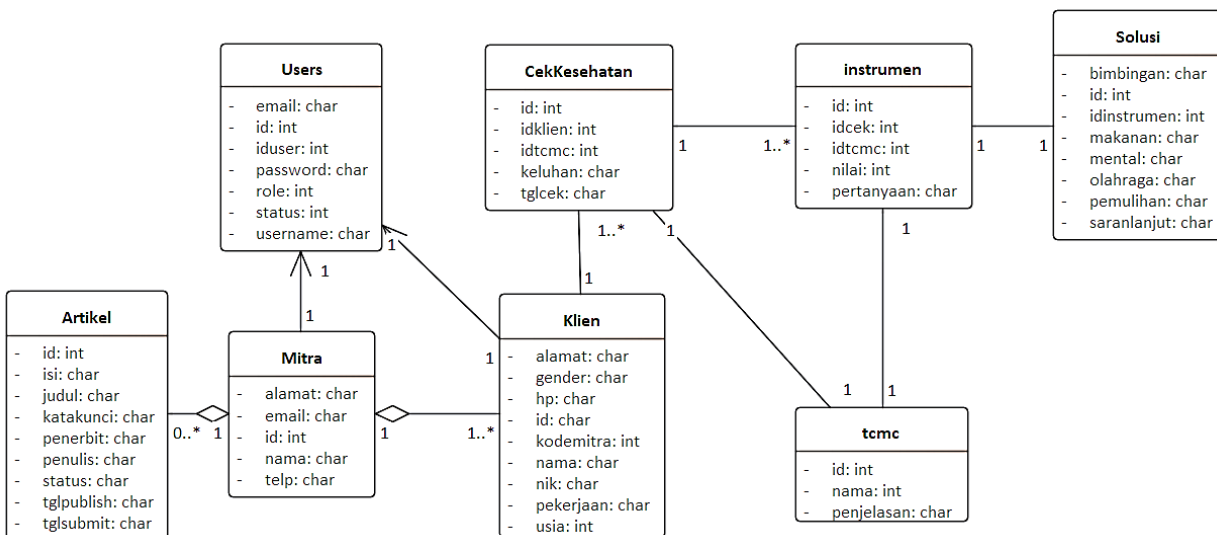 Users
- email: char
- id: int
- iduser: int
- password: char
- role: int
- status: int
- username: char
CekKesehatan
- id: int
- idklien: int
- idtcmc: int
- keluhan: char
- tglcek: char
instrumen
- id: int
- idcek: int
- idtcmc: int
- nilai: int
- pertanyaan: char
Solusi
- bimbingan: char
- id: int
- idinstrumen: int
- makanan: char
- mental: char
- olahraga: char
- pemulihan: char
- saranlanjut: char
1
1..*
1
1
1..*
1
1
1
1
1
1
1
1
1
1
Artikel
- id: int
- isi: char
- judul: char
- katakunci: char
- penerbit: char
- penulis: char
- status: char
- tglpublish: char
- tglsubmit: char
0..*
1
Mitra
- alamat: char
- email: char
- id: int
- nama: char
- telp: char
1
1..*
Klien
- alamat: char
- gender: char
- hp: char
- id: char
- kodemitra: int
- nama: char
- nik: char
- pekerjaan: char
- usia: int
tcmc
- id: int
- nama: int
- penjelasan: char